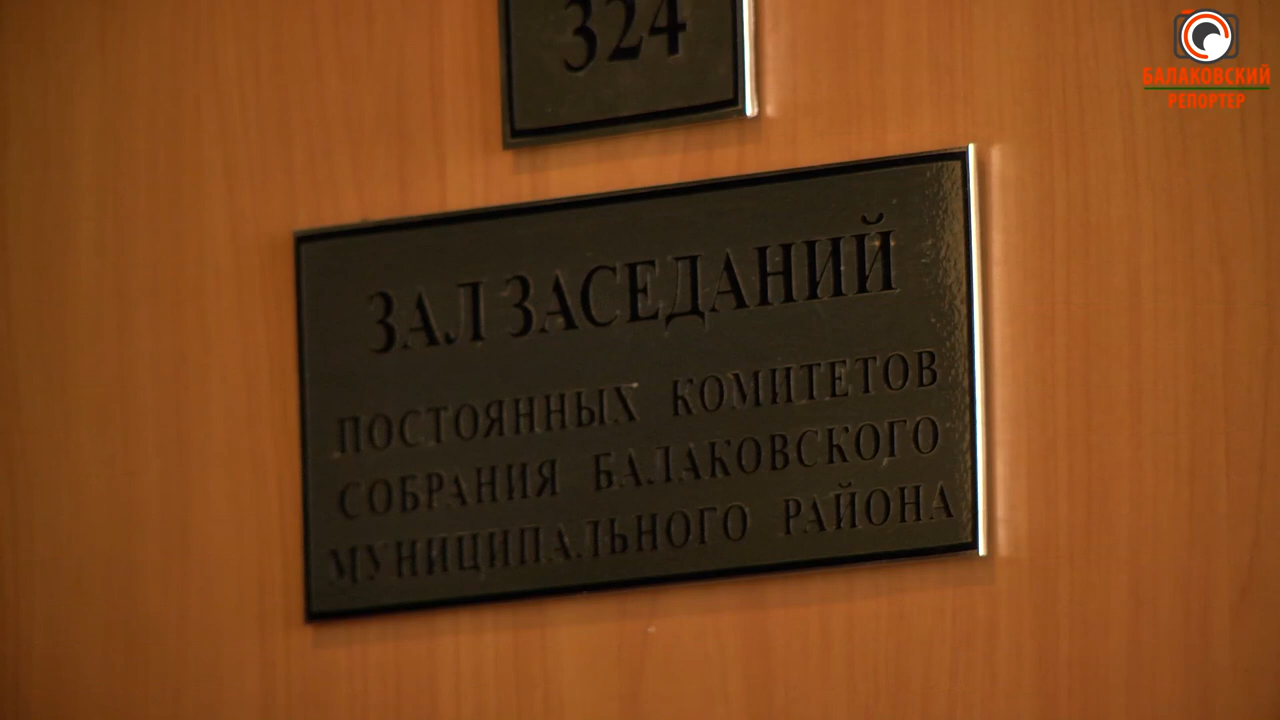 324
БАЛАКОВСКИЙ
РЕПОРТЕР
ЗАЛ ЗАСЕДАНИЙ
ПОСТОЯННЫХ КОМИТЕТОВ
СОБРАНИЯ БАЛАКОВСКОГО
МУНИЦИПАЛЬНОГО РАЙОНА